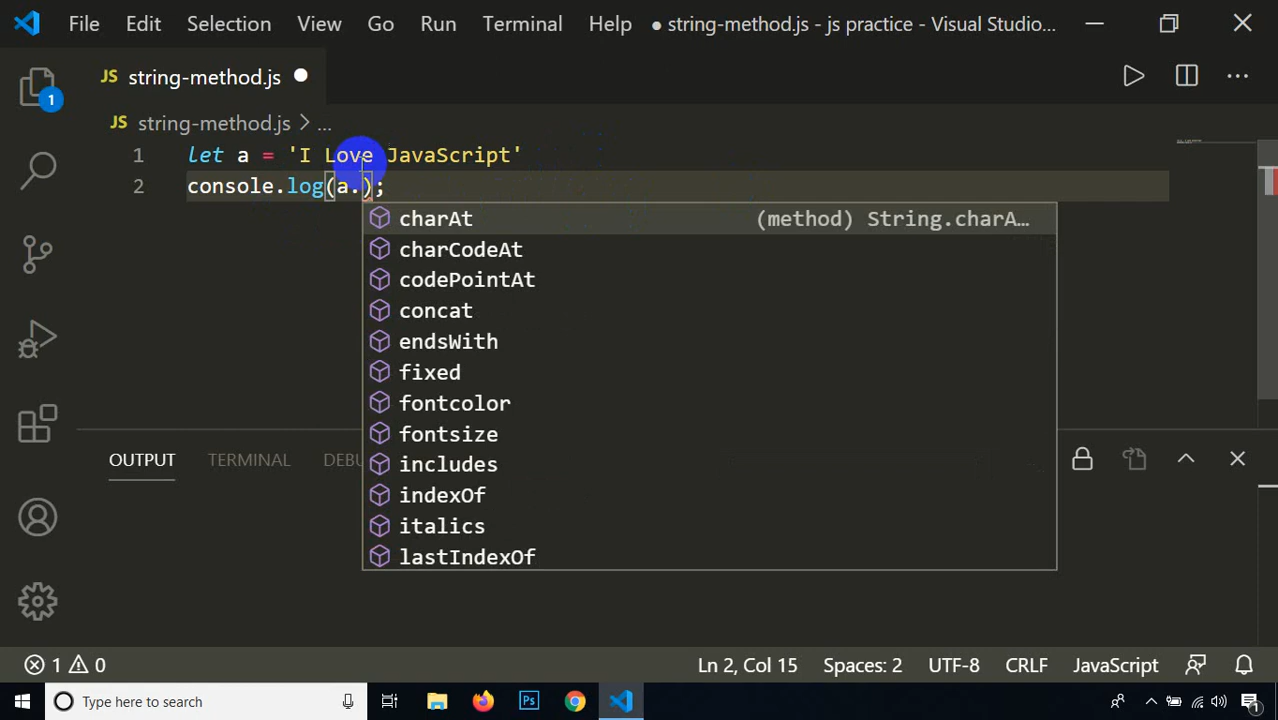 File Edit Selection View Go Run Terminal Help ● string-method.js - js practice - Visual Studio...
JS string-method.js
1
JS string-method.js > ...
1 let a = 'I Love JavaScript'
2 console.log(a.);
charAt (method) String.charA...
charCodeAt
codePointAt
concat
endsWith
fixed
fontcolor
fontsize
includes
indexOf
italics
lastIndexOf
OUTPUT TERMINAL DEBU
1 0 Ln 2, Col 15 Spaces: 2 UTF-8 CRLF JavaScript
Type here to search
Ps
1